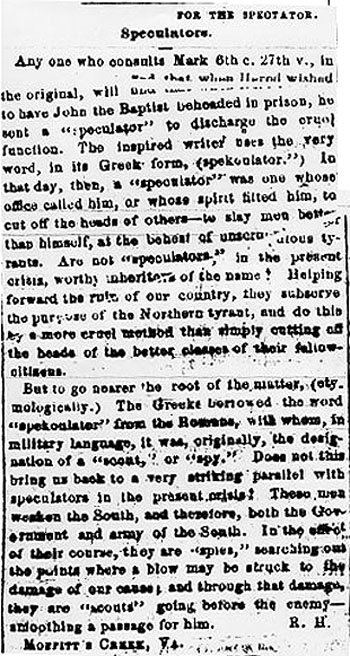 FOR THE SPECTATOR.
Speculators.
Any one who consults Mark 6th c. 27th v., in
and that when Herod wished
the original, will find
to have John the Baptist beheaded in prison, he
sent a "speculator" to discharge the cruel
function. The inspired writer uses the very
word, in its Greek form, (spekoulator.") In
that day, then, a "speculator" was one whose
office called him, or whose spirit fitted him, to
cut off the heads of others—to slay men better
than himself, at the behest of unscru ulous ty-
rants. Are not "speculators," in the present
crisis, worthy inheritors of the name? Helping
forward the ruin of our country, they subserve
the purpose of the Northern tyrant, and do this
by a more cruel method than simply cutting off
the heads of the better classes of their fellow-
citizens.
But to go nearer the root of the matter, (ety-
mologically.) The Greeks borrowed the word
"spekoulator" from the Romans, with whom, in
military language, it was, originally, the desig-
nation of a "scout," or "spy." Does not this
bring us back to a very striking parallel with
speculators in the present crisis? These men
weaken the South, and therefore, both the Gov-
ernment and army of the South. In the effect
of their course, they are "spies," searching out
the points where a blow may be struck to the
damage of our cause; and through that damage,
they are "scouts" going before the enemy—
smoothing a passage for him. R. H.
MOFFITT'S CREEK, VA.